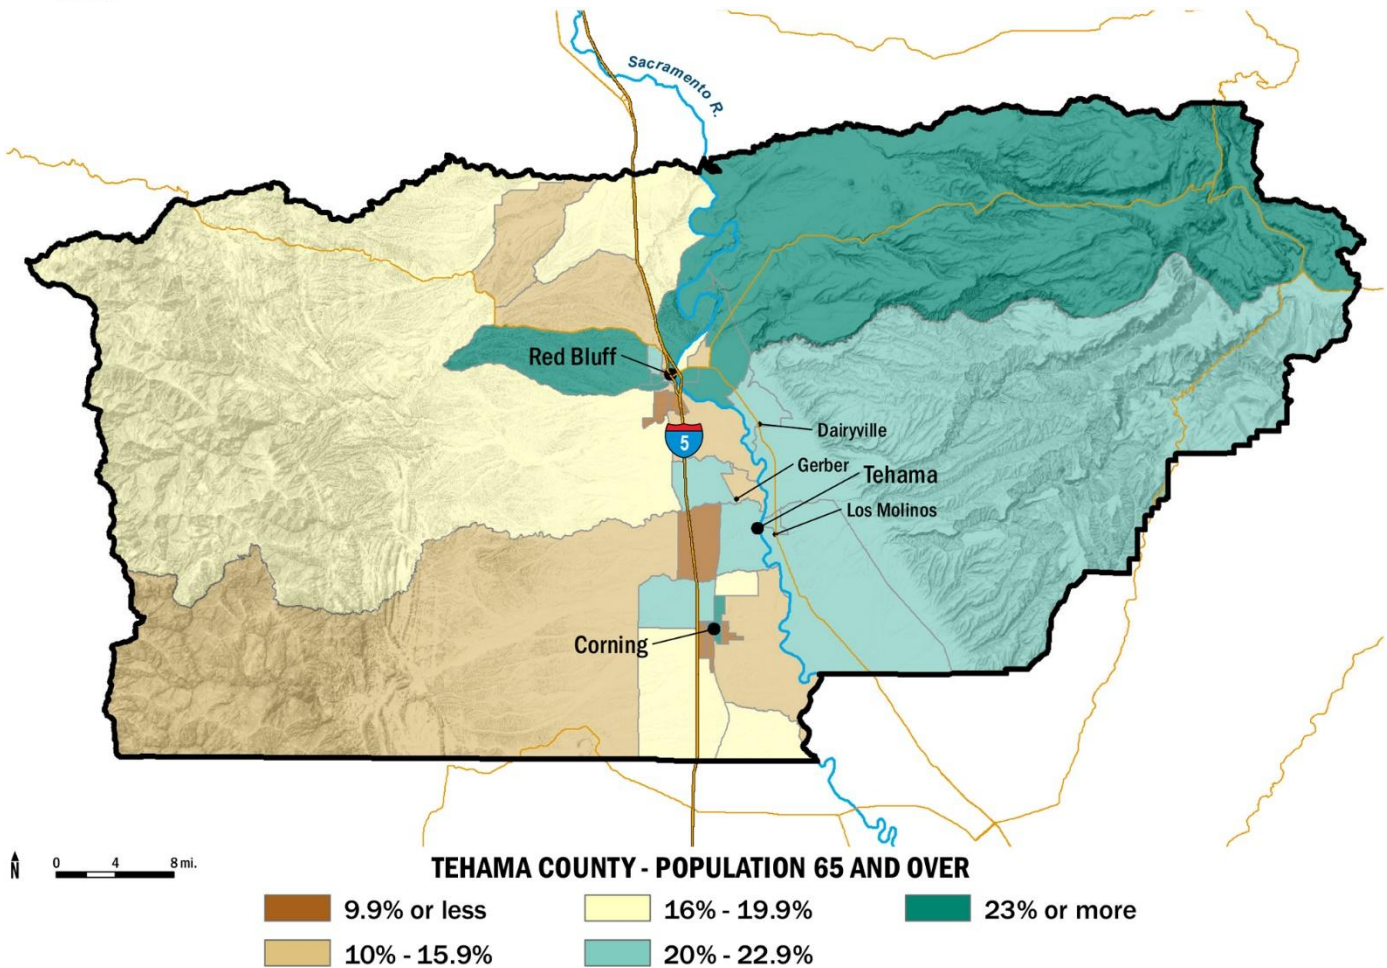 Sacramento R.
Red Bluff
5
Dairyville
Gerber
Tehama
Los Molinos
Corning
N
0 4 8 mi.
TEHAMA COUNTY - POPULATION 65 AND OVER
9.9% or less
16% - 19.9%
23% or more
10% - 15.9%
20% - 22.9%